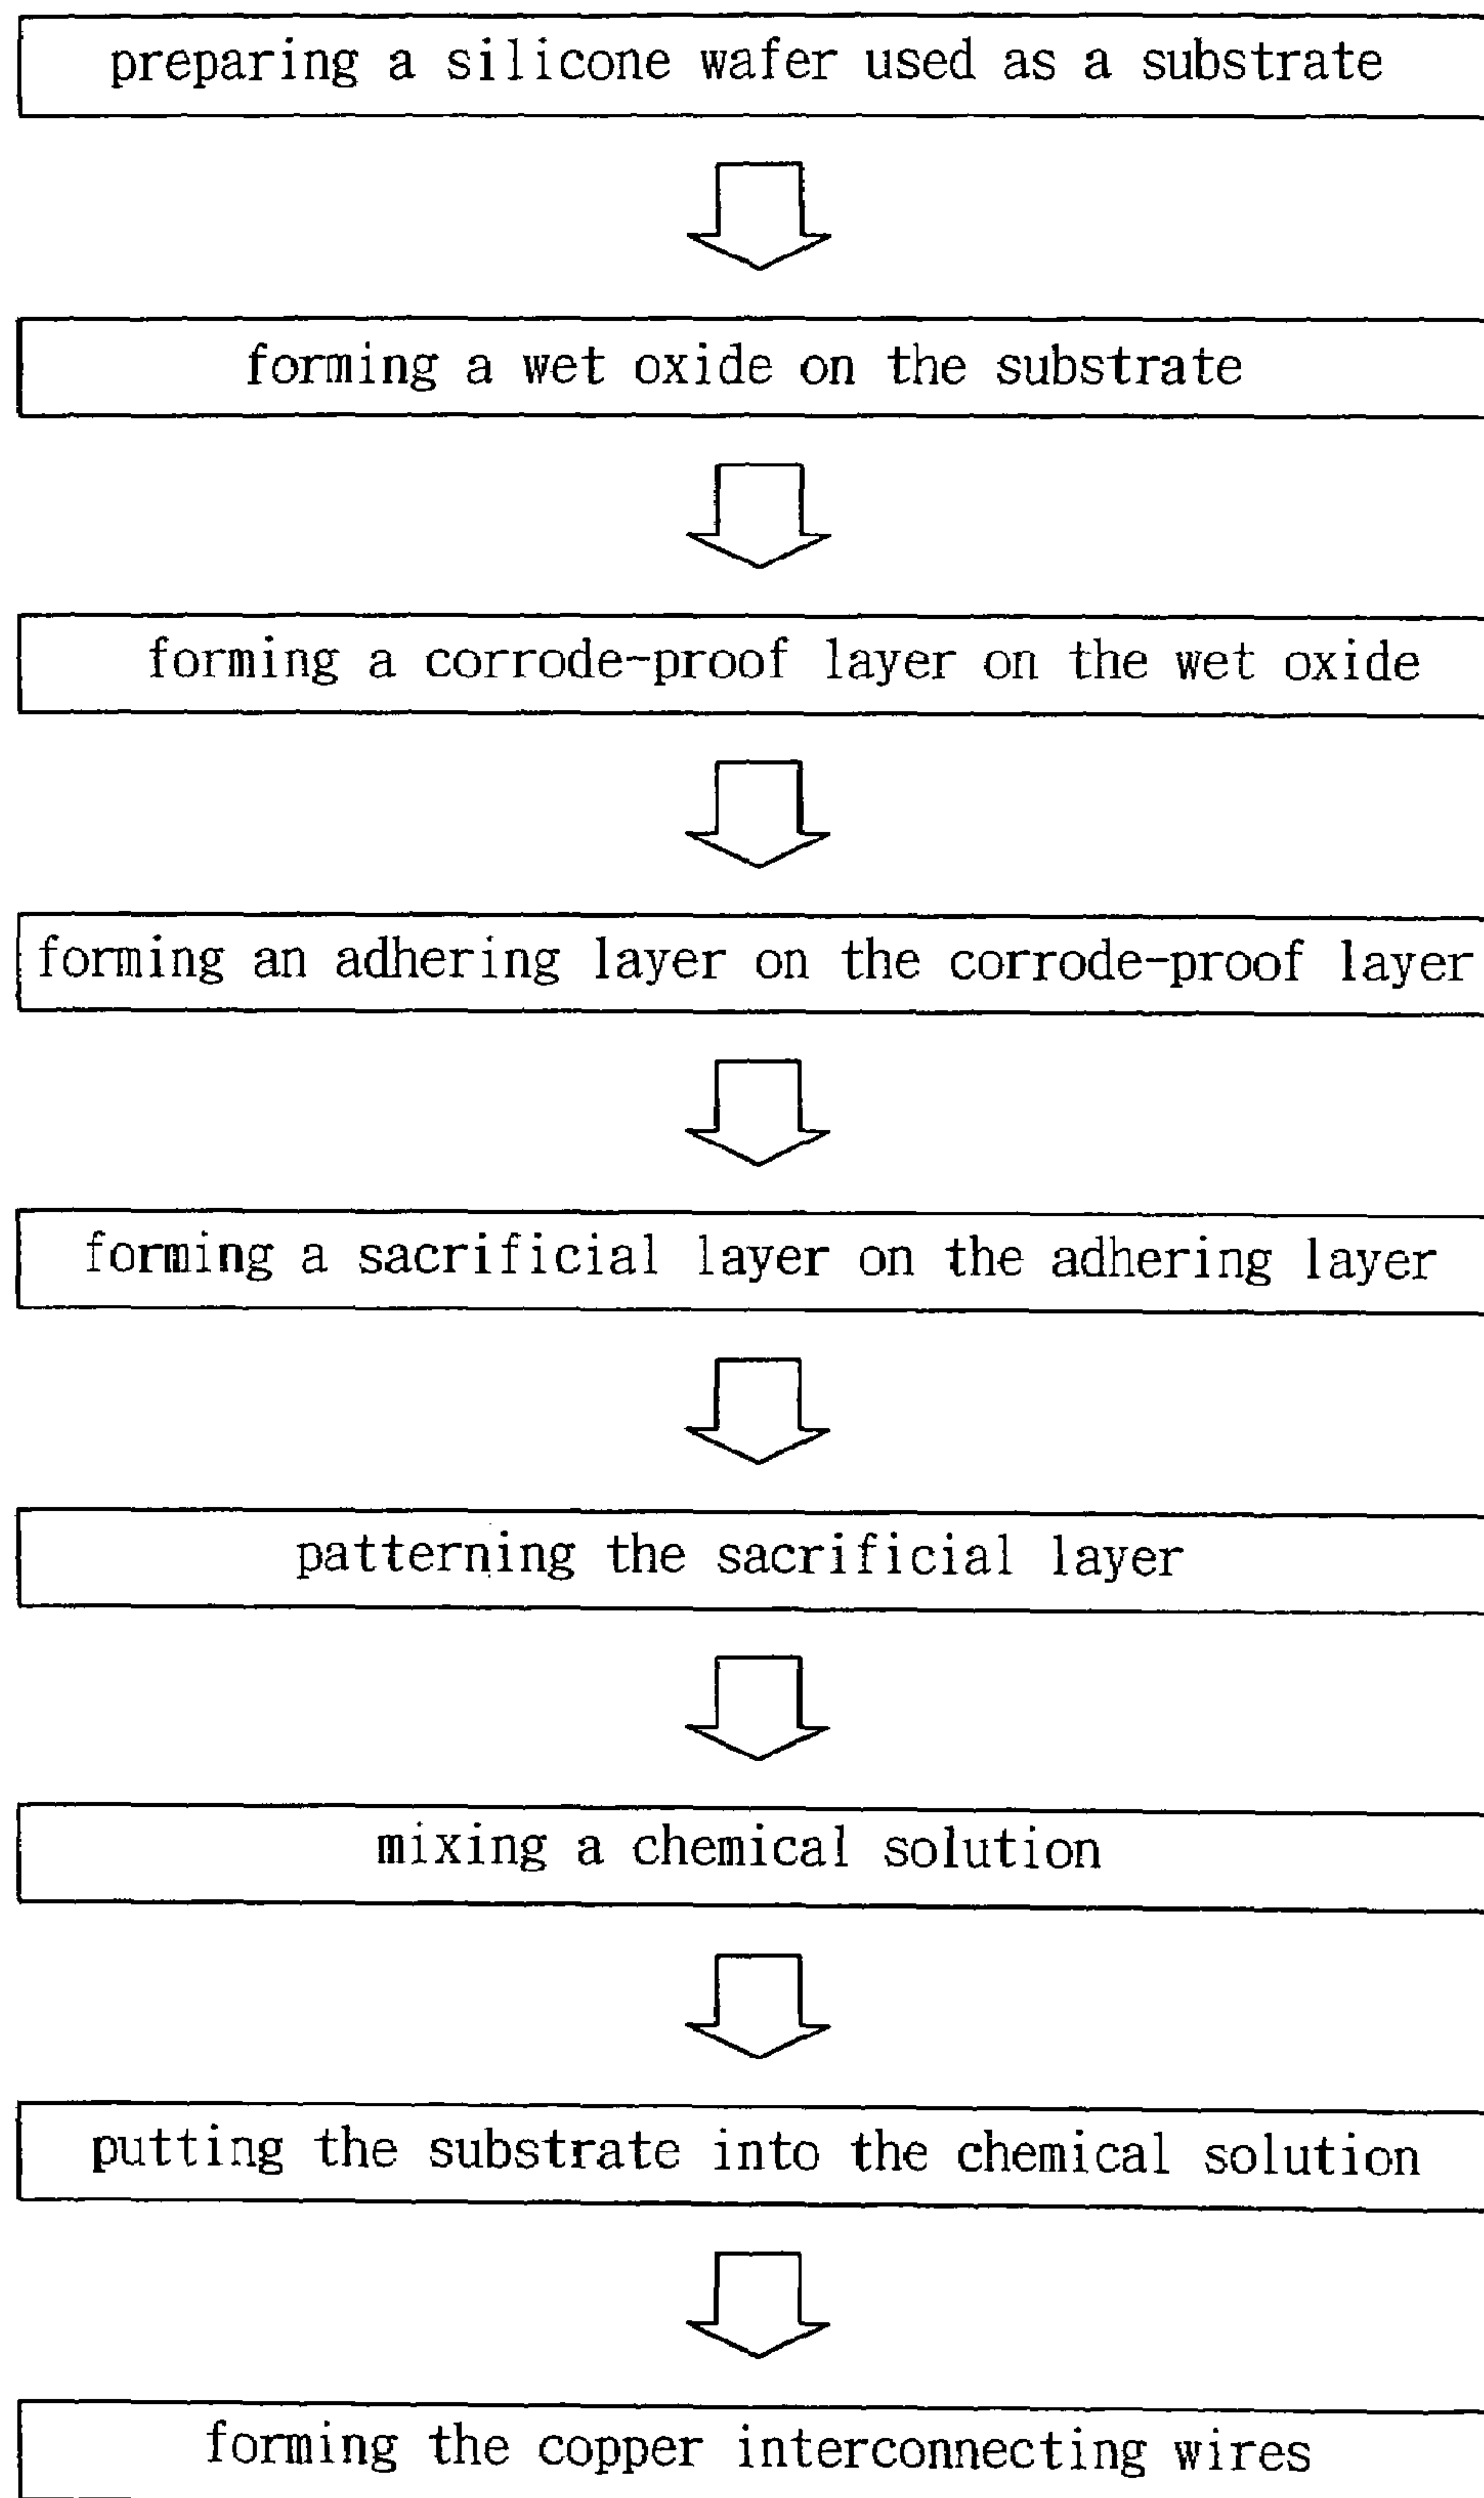 preparing a silicone wafer used as a substrate
forming a wet oxide on the substrate
forming a corrode-proof layer on the wet oxide
forming an adhering layer on the corrode-proof layer
forming a sacrificial layer on the adhering layer
patterning the sacrificial layer
mixing a chemical solution
putting the substrate into the chemical solution
forming the copper interconnecting wires